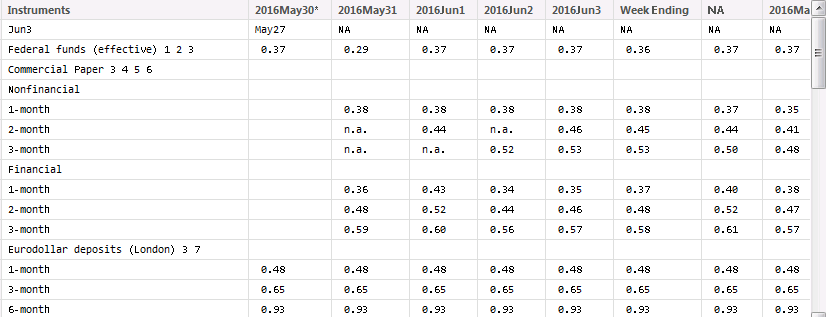 Instruments 2016May30* 2016May31 2016Jun1 2016Jun2 2016Jun3 Week Ending NA 2016Ma
Jun3 May27 NA NA NA NA NA NA NA
Federal funds (effective) 1 2 3 0.37 0.29 0.37 0.37 0.37 0.36 0.37 0.37
Commercial Paper 3 4 5 6
Nonfinancial
1-month 0.38 0.38 0.38 0.38 0.38 0.37 0.35
2-month n.a. 0.44 n.a. 0.46 0.45 0.44 0.41
3-month n.a. n.a. 0.52 0.53 0.53 0.50 0.48
Financial
1-month 0.36 0.43 0.34 0.35 0.37 0.40 0.38
2-month 0.48 0.52 0.44 0.46 0.48 0.52 0.47
3-month 0.59 0.60 0.56 0.57 0.58 0.61 0.57
Eurodollar deposits (London) 3 7
1-month 0.48 0.48 0.48 0.48 0.48 0.48 0.48 0.48
3-month 0.65 0.65 0.65 0.65 0.65 0.65 0.65 0.65
6-month 0.93 0.93 0.93 0.93 0.93 0.93 0.93 0.93